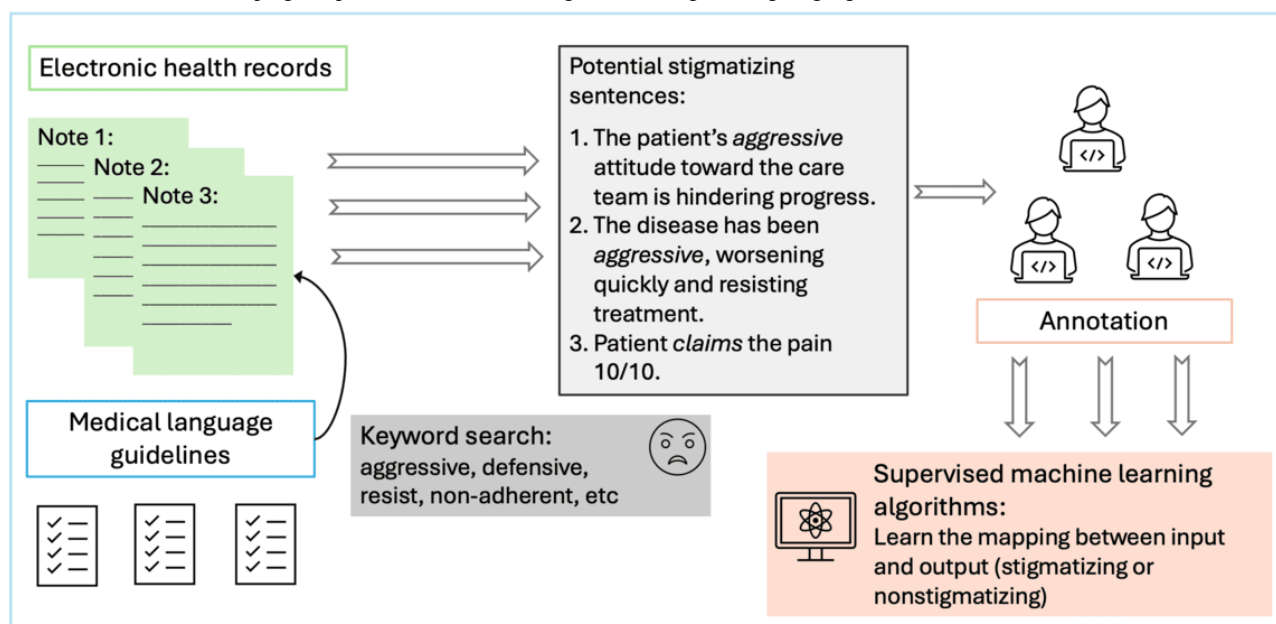 Electronic health records
Note 1:
Note 2:
Note 3:
Medical language
guidelines
Keyword search:
aggressive, defensive,
resist, non-adherent, etc
Potential stigmatizing
sentences:
1. The patient’s aggressive
attitude toward the care
team is hindering progress.
2. The disease has been
aggressive, worsening
quickly and resisting
treatment.
3. Patient claims the pain
10/10.
</>
</>
</>
Annotation
Supervised machine learning
algorithms:
Learn the mapping between input
and output (stigmatizing or
nonstigmatizing)